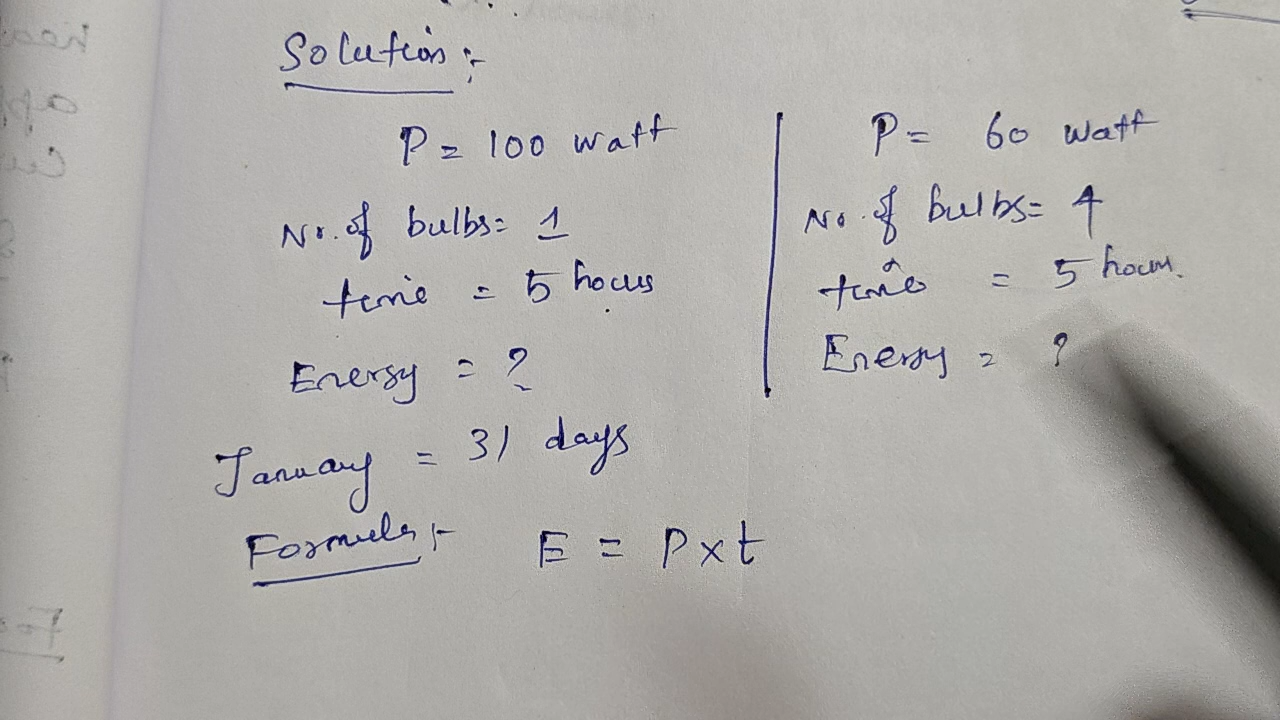 Solution :-
P = 100 watt
No. of bulbs = 1
time = 5 hours
Energy = ?
January = 31 days
Formula :- E = P x t
P = 60 watt
No. of bulbs = 4
time = 5 hours.
Energy = ?